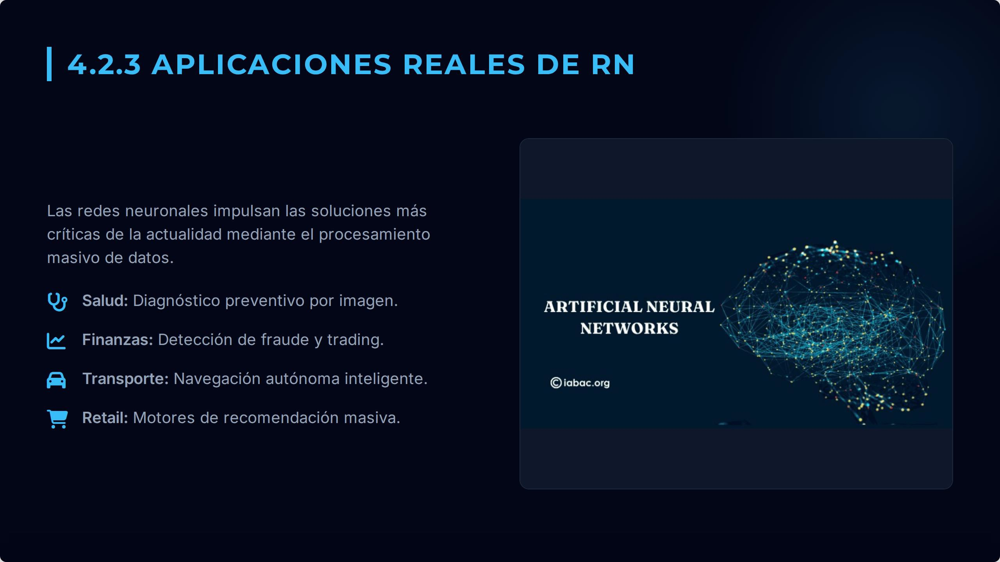 4.2.3 APLICACIONES REALES DE RN
Las redes neuronales impulsan las soluciones más
críticas de la actualidad mediante el procesamiento
masivo de datos.
Salud: Diagnóstico preventivo por imagen.
Finanzas: Detección de fraude y trading.
Transporte: Navegación autónoma inteligente.
Retail: Motores de recomendación masiva.
ARTIFICIAL NEURAL
NETWORKS
© iabac.org